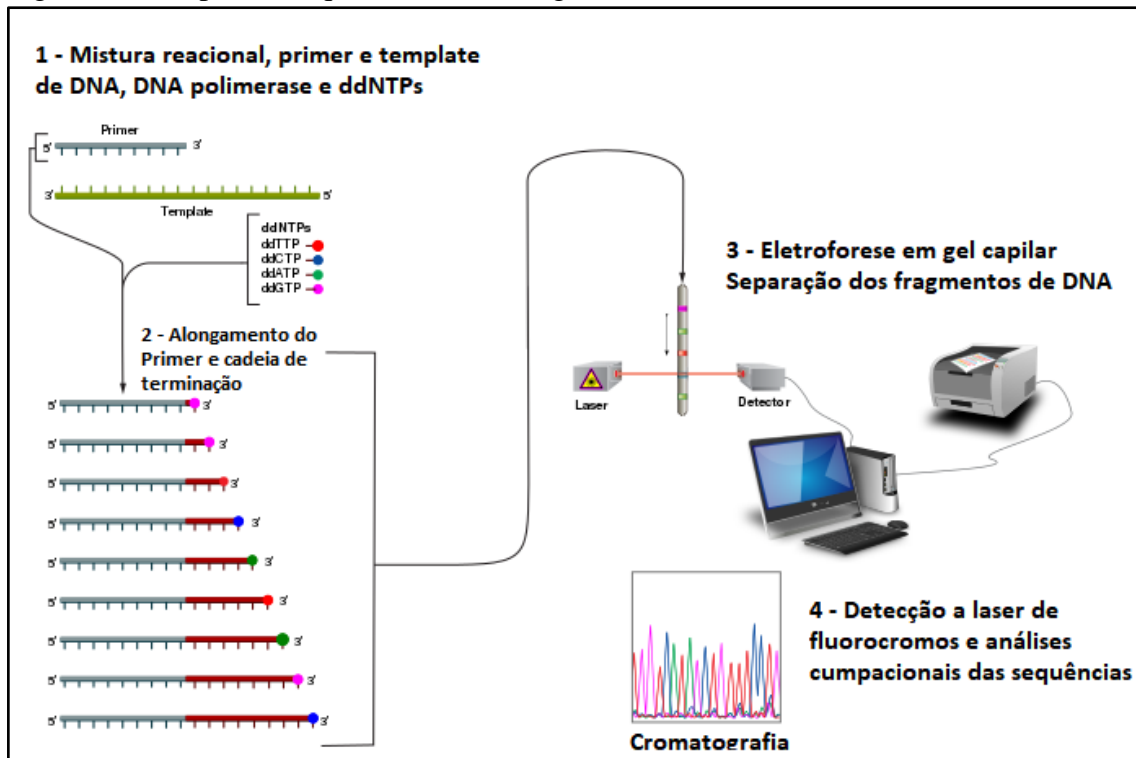 1 - Mistura reacional, primer e template
de DNA, DNA polimerase e ddNTPs
Primer
5' 3'
3' 5'
Template
ddNTPs
ddTTP
ddCTP
ddATP
ddGTP
2 - Alongamento do
Primer e cadeia de
terminação
5' 3'
5' 3'
5' 3'
5' 3'
5' 3'
5' 3'
5' 3'
5' 3'
5' 3'
3 - Eletroforese em gel capilar
Separação dos fragmentos de DNA
Laser
Detector
4 - Detecção a laser de
fluorocromos e análises
cumpacionais das sequências
Cromatografia